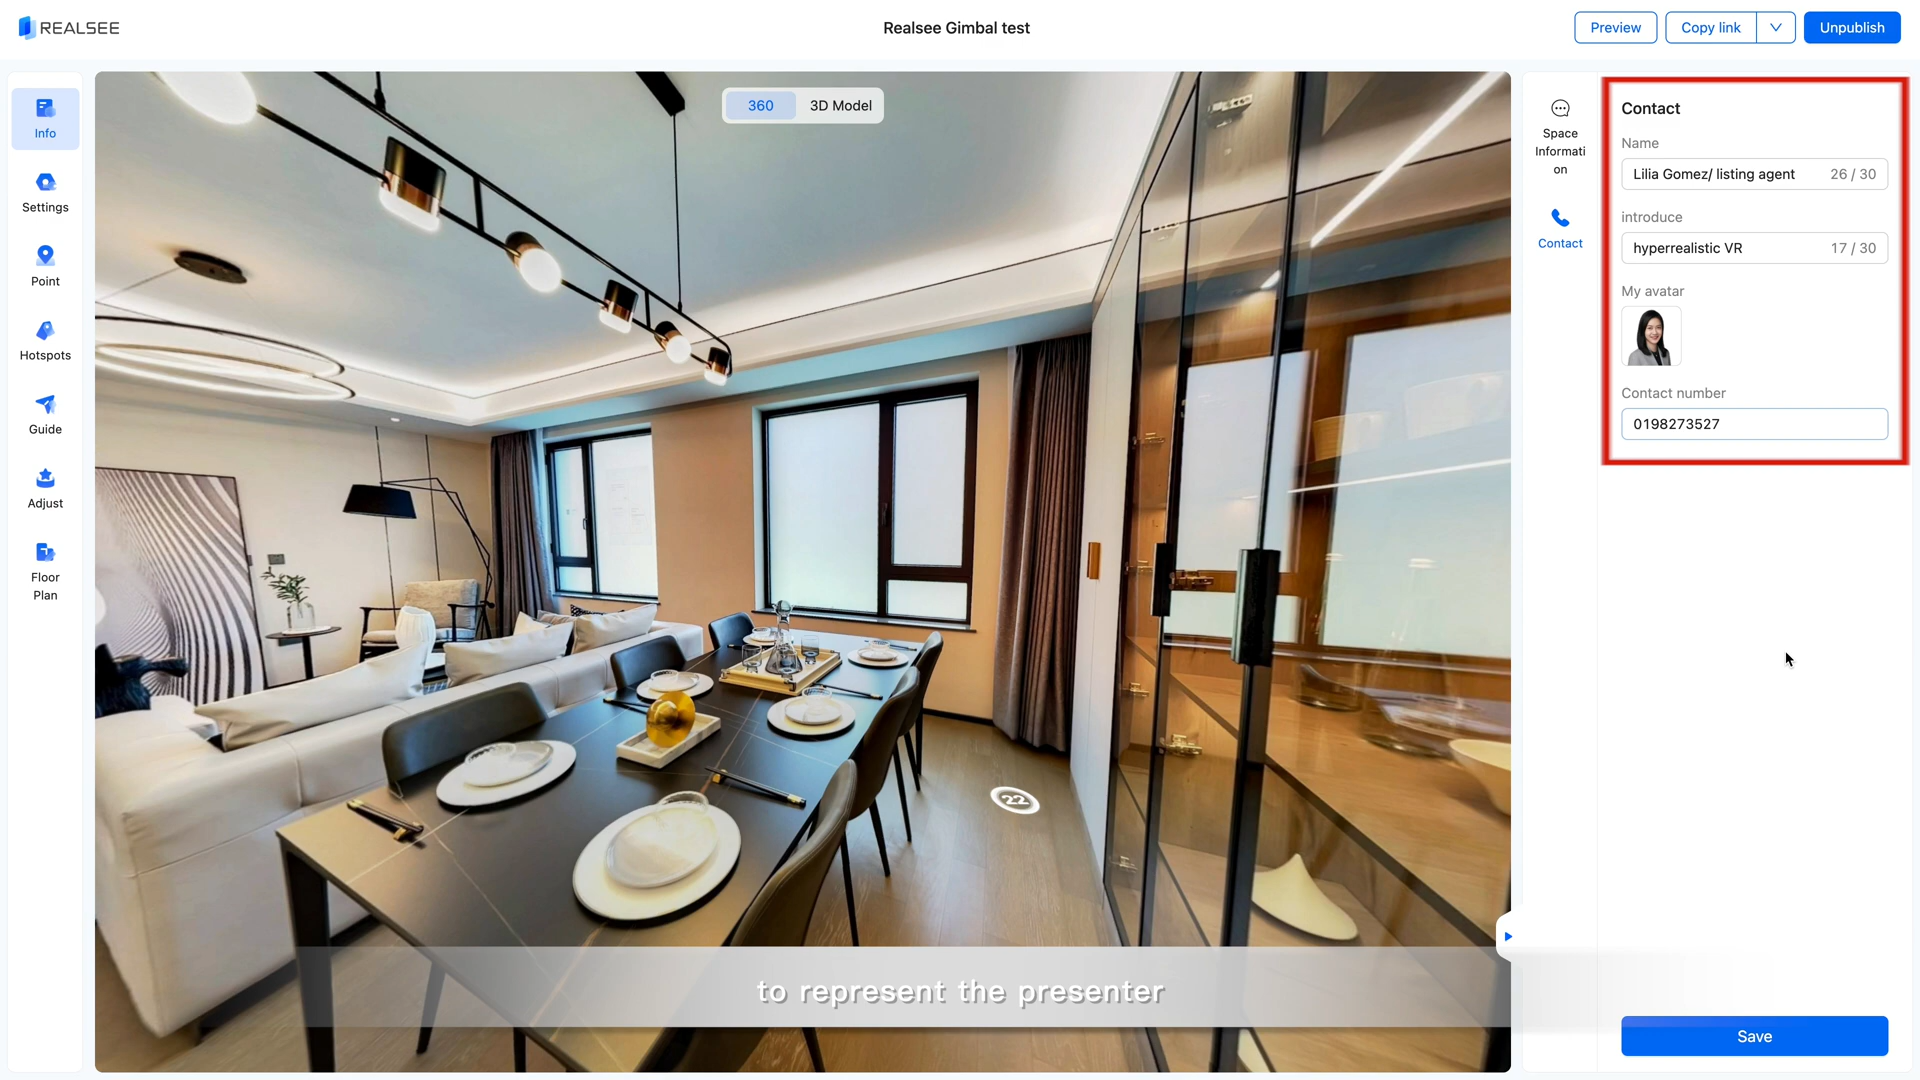 REALSEE
Realsee Gimbal test
Preview
Copy link
Unpublish
Info
Settings
Point
Hotspots
Guide
Adjust
Floor
Plan
360
3D Model
22
to represent the presenter
Space
Informati
on
Contact
Contact
Name
Lilia Gomez/ listing agent 26 / 30
introduce
hyperrealistic VR 17 / 30
My avatar
Contact number
0198273527
Save